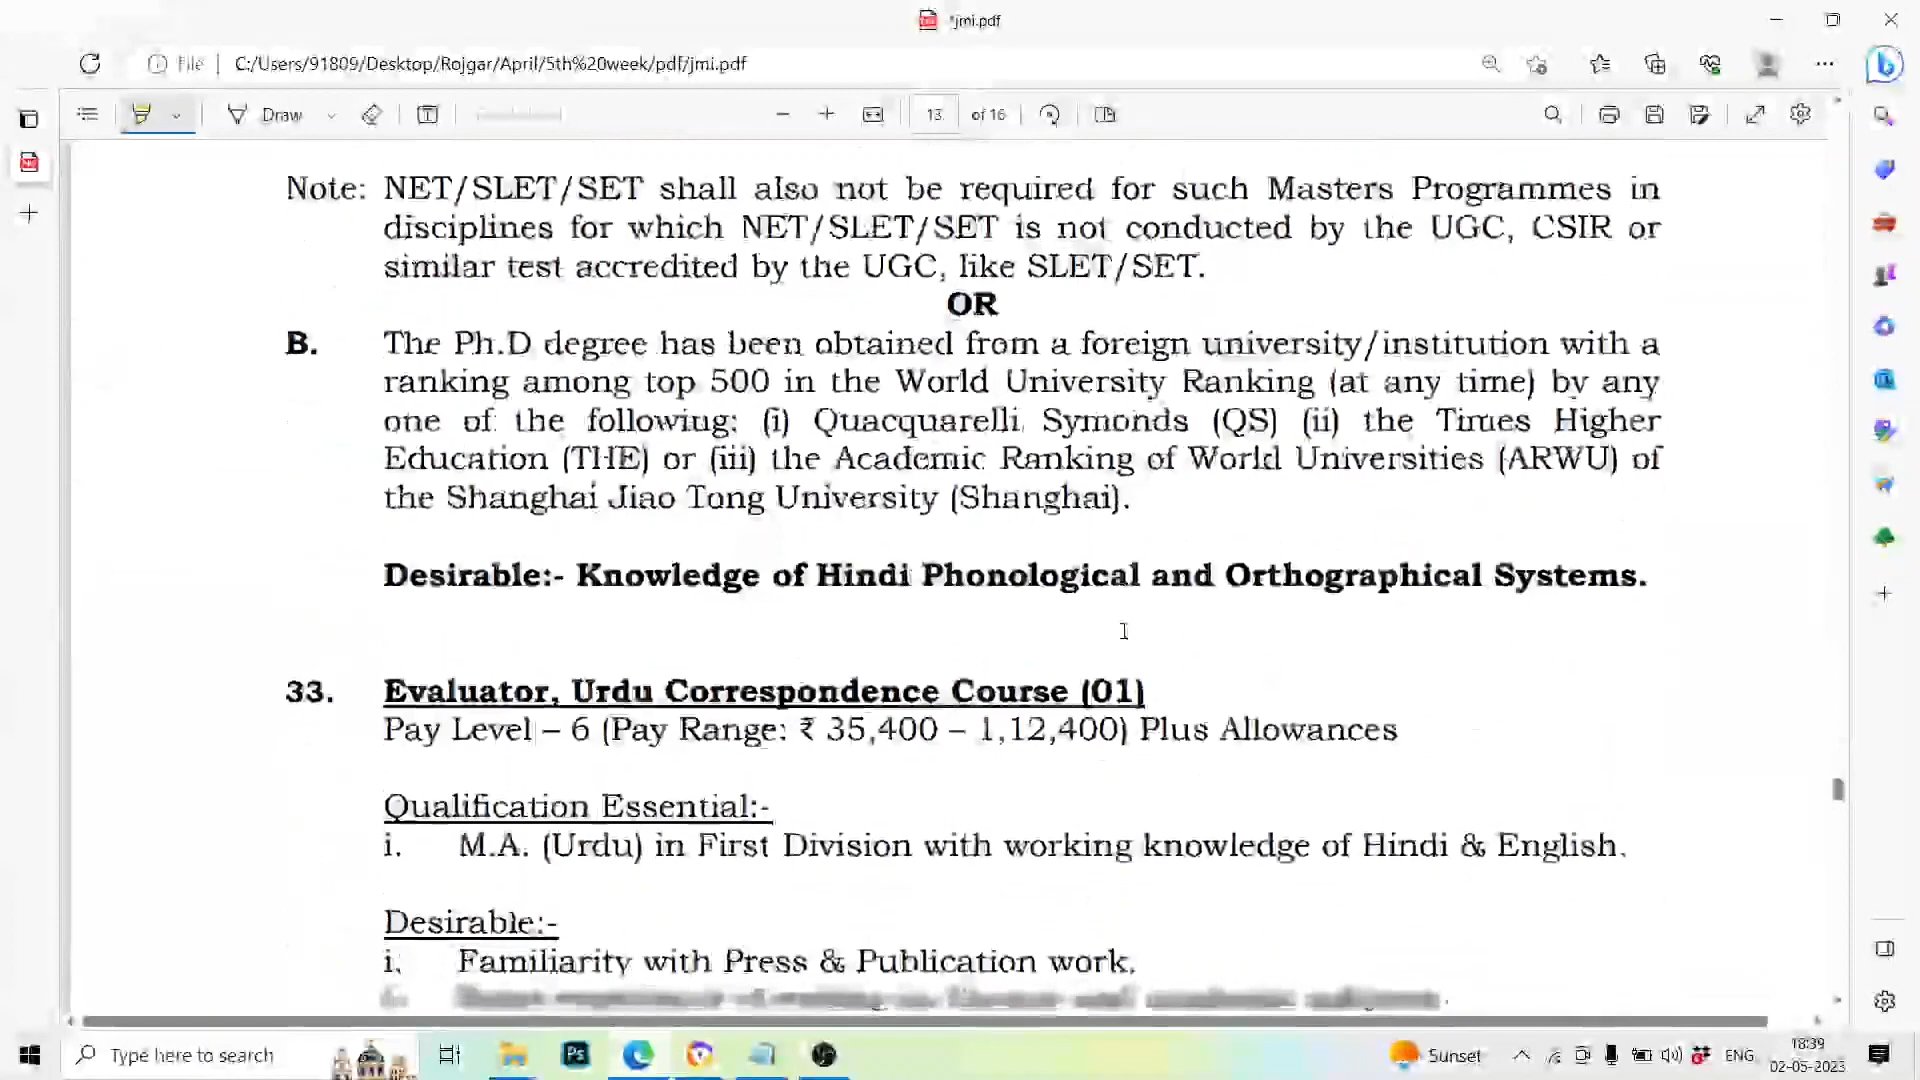 *jmi.pdf
File
C:/Users/91809/Desktop/Rojgar/April/5th%20week/pdf/jmi.pdf
Draw
13 of 16
Note: NET/SLET/SET shall also not be required for such Masters Programmes in
disciplines for which NET/SLET/SET is not conducted by the UGC, CSIR or
similar test accredited by the UGC, like SLET/SET.
OR
B. The Ph.D degree has been obtained from a foreign university/institution with a
ranking among top 500 in the World University Ranking (at any time) by any
one of the following: (i) Quacquarelli Symonds (QS) (ii) the Times Higher
Education (THE) or (iii) the Academic Ranking of World Universities (ARWU) of
the Shanghai Jiao Tong University (Shanghai).
Desirable:- Knowledge of Hindi Phonological and Orthographical Systems.
33. Evaluator, Urdu Correspondence Course (01)
Pay Level – 6 (Pay Range: ₹ 35,400 – 1,12,400) Plus Allowances
Qualification Essential:-
i. M.A. (Urdu) in First Division with working knowledge of Hindi & English.
Desirable:-
i. Familiarity with Press & Publication work.
Type here to search
Ps
Sunset
ENG
18:39
02-05-2023